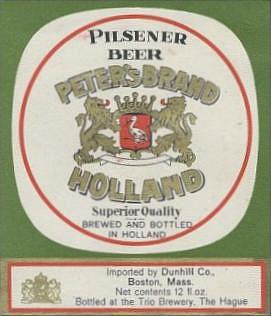 PILSENER
BEER
PETER'S BRAND
HOLLAND
Superior Quality
BREWED AND BOTTLED
IN HOLLAND
Imported by Dunhill Co.,
Boston, Mass.
Net contents 12 fl.oz.
Bottled at the Trio Brewery, The Hague